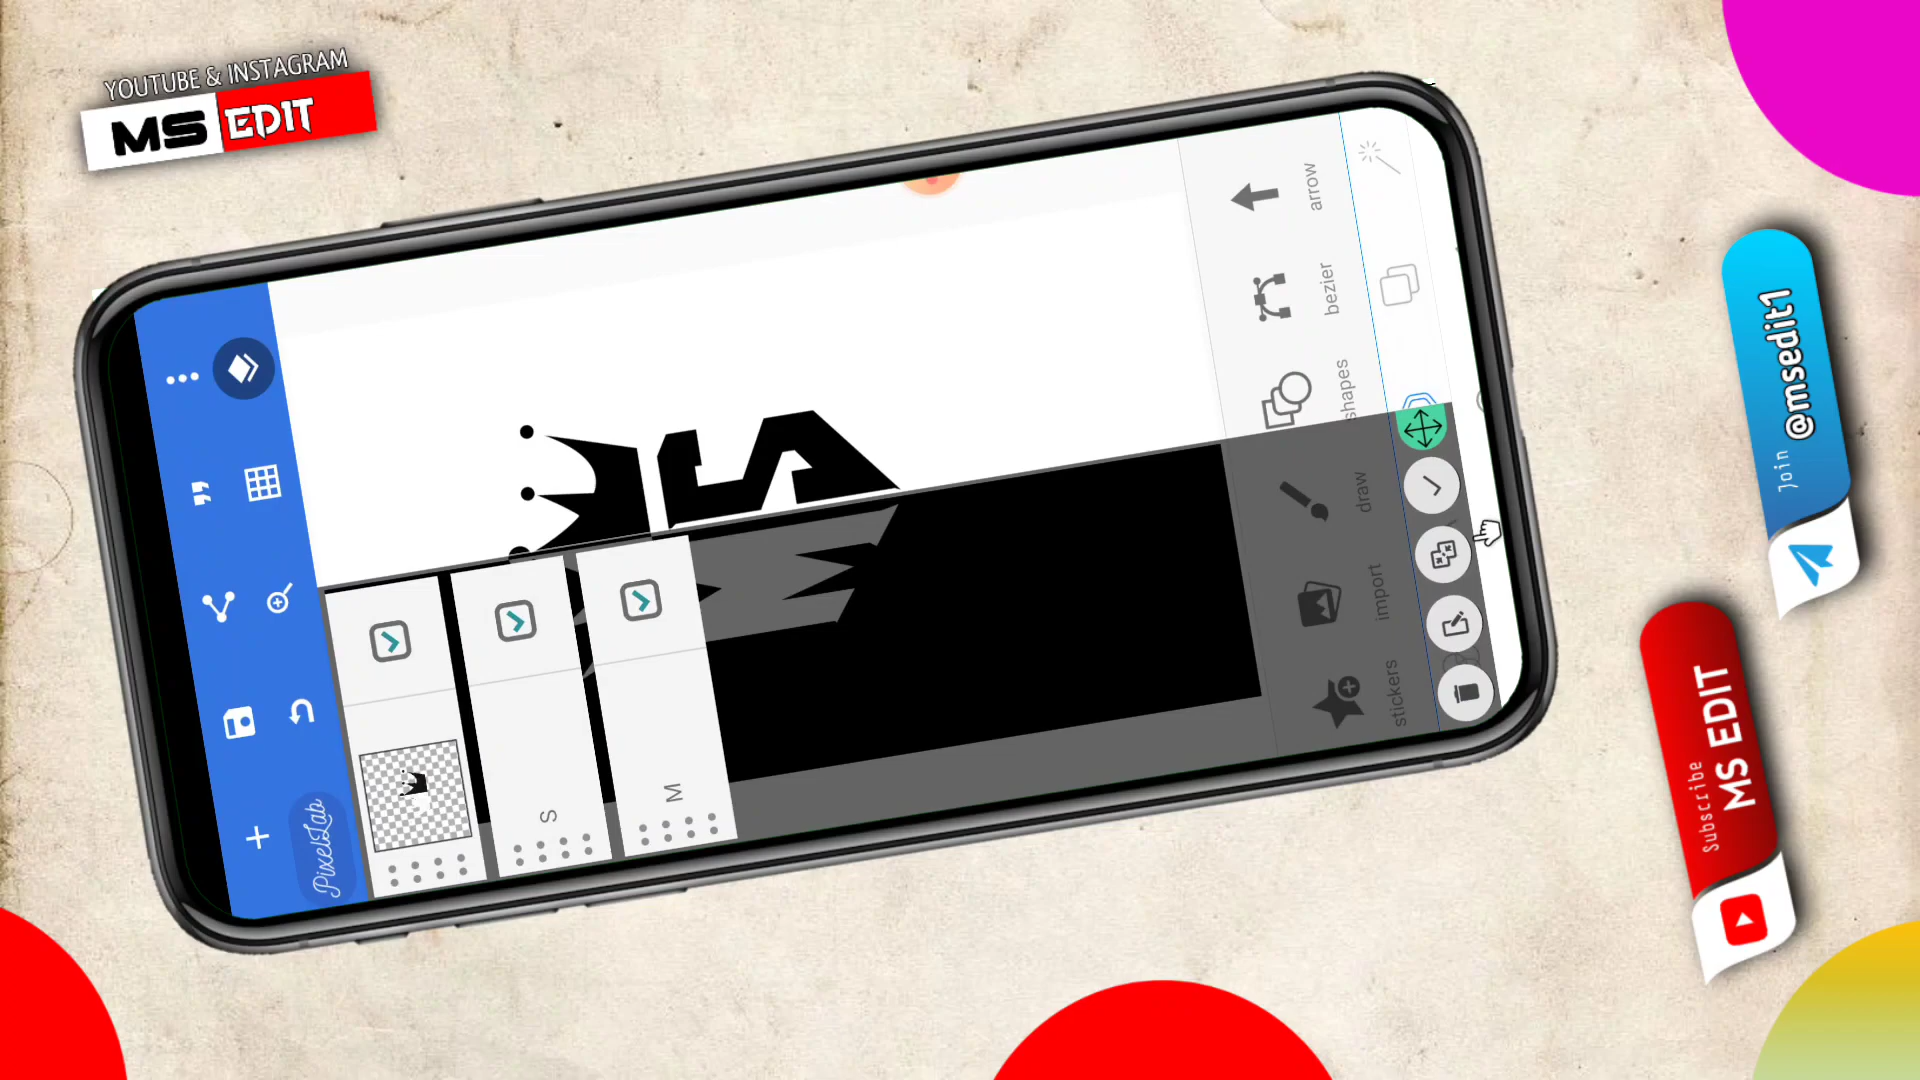 YOUTUBE & INSTAGRAM
MS EDIT
arrow
bezier
shapes
draw
import
stickers
S
M
PixelLab
Join @msedit1
Subscribe
MS EDIT